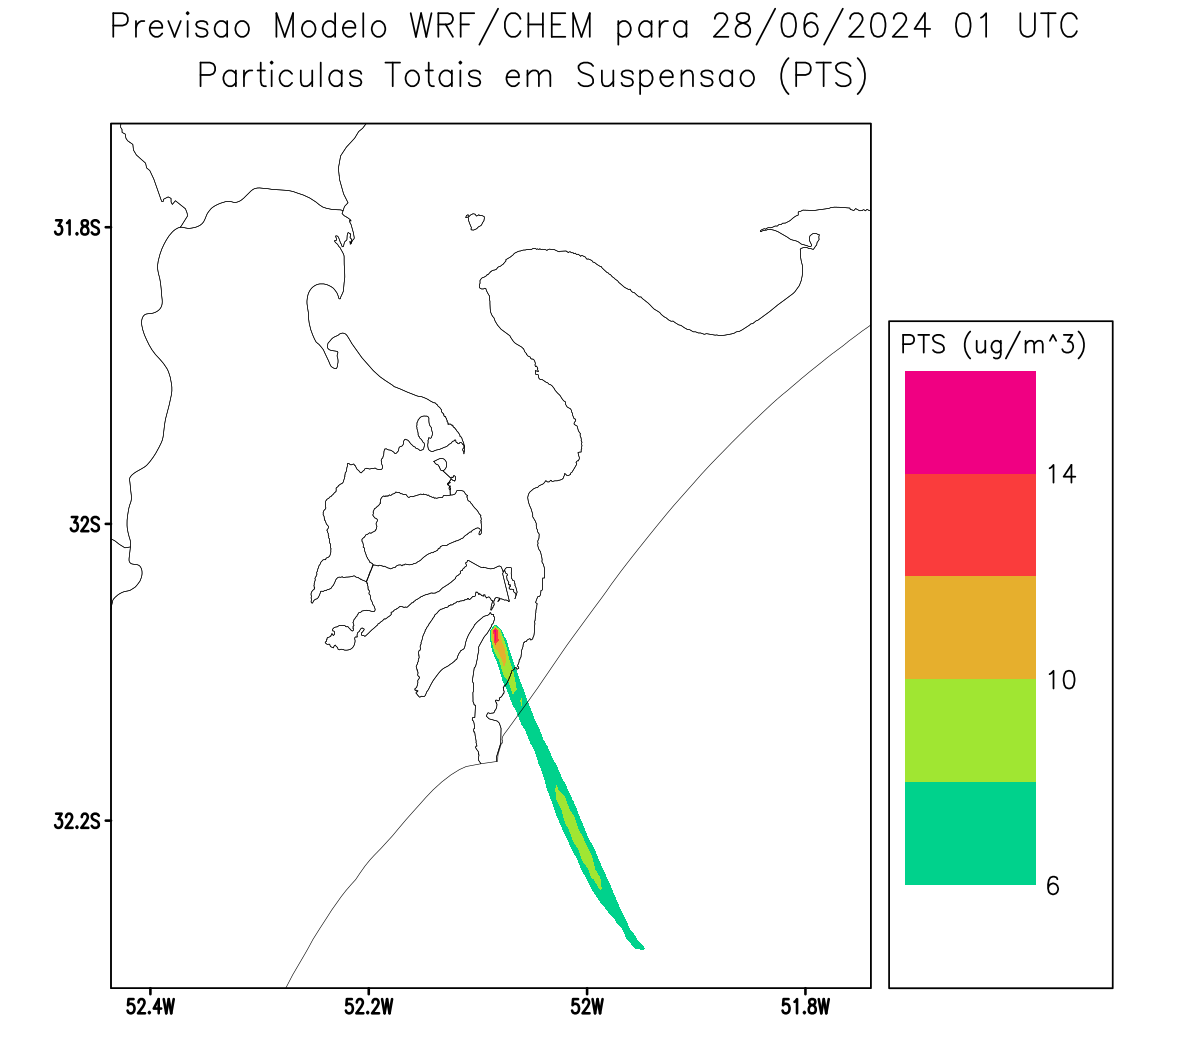 Previsao Modelo WRF/CHEM para 28/06/2024 01 UTC
Particulas Totais em Suspensao (PTS)
31.8S
32S
32.2S
52.4W
52.2W
52W
51.8W
PTS (ug/m^3)
14
10
6